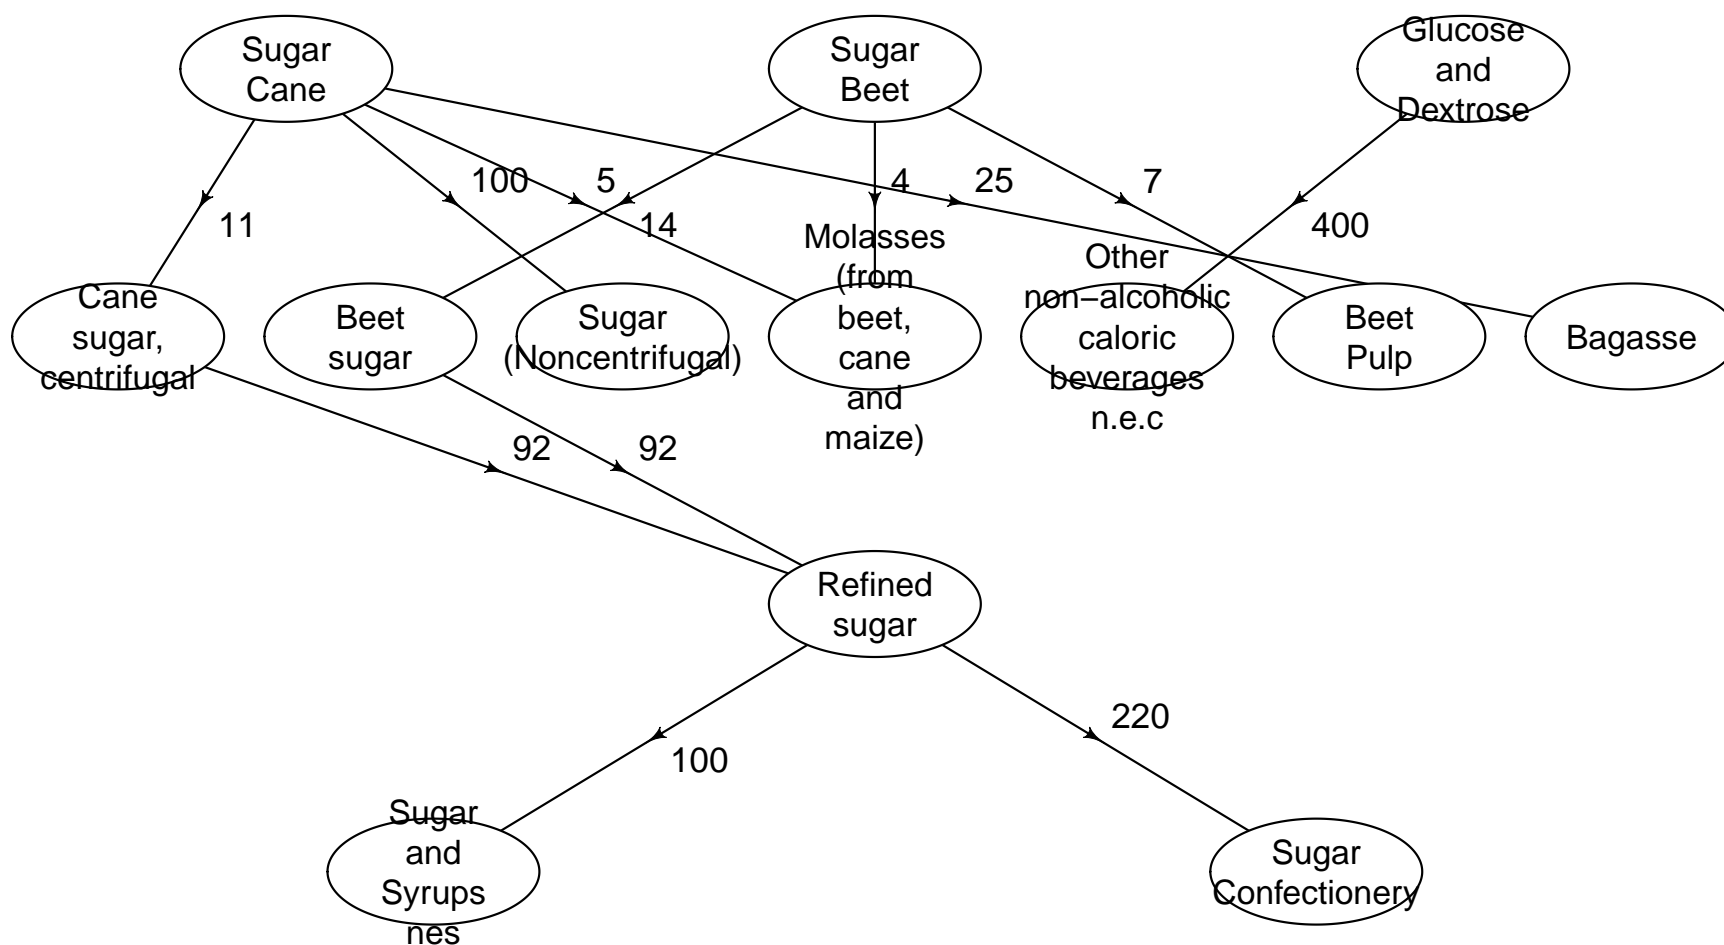 Sugar
Cane
Sugar
Beet
Glucose
and
Dextrose
100
5
4
25
7
11
14
400
Cane
sugar,
centrifugal
Beet
sugar
Sugar
(Noncentrifugal)
Molasses
(from
beet,
cane
and
maize)
Other
non−alcoholic
caloric
beverages
n.e.c
Beet
Pulp
Bagasse
92
92
Refined
sugar
100
220
Sugar
and
Syrups
nes
Sugar
Confectionery